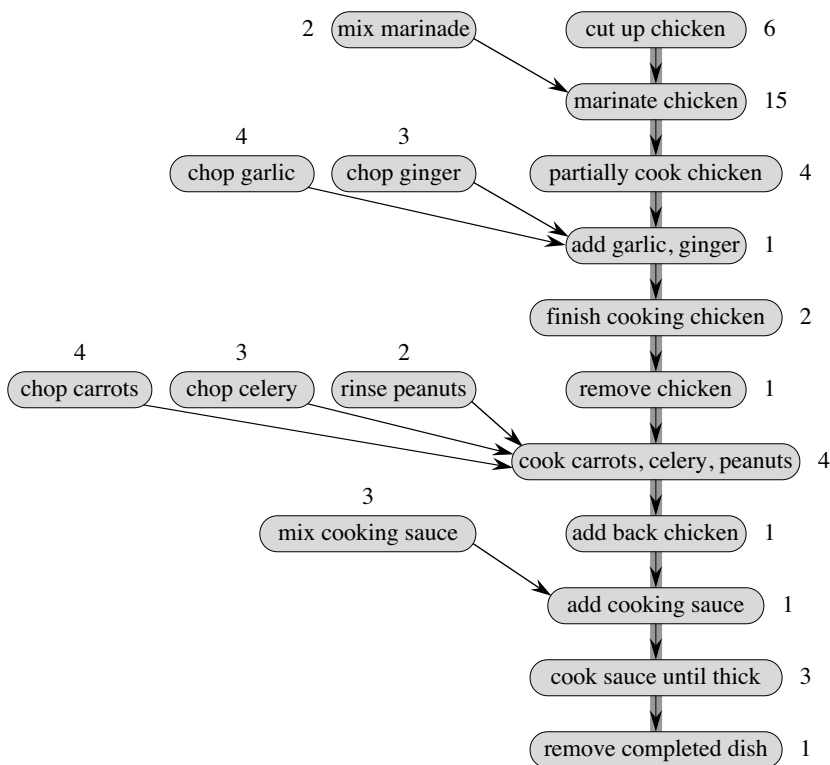 2 mix marinade cut up chicken 6
marinate chicken 15
4 3
chop garlic chop ginger partially cook chicken 4
add garlic, ginger 1
finish cooking chicken 2
4 3 2
chop carrots chop celery rinse peanuts remove chicken 1
cook carrots, celery, peanuts 4
3
mix cooking sauce add back chicken 1
add cooking sauce 1
cook sauce until thick 3
remove completed dish 1